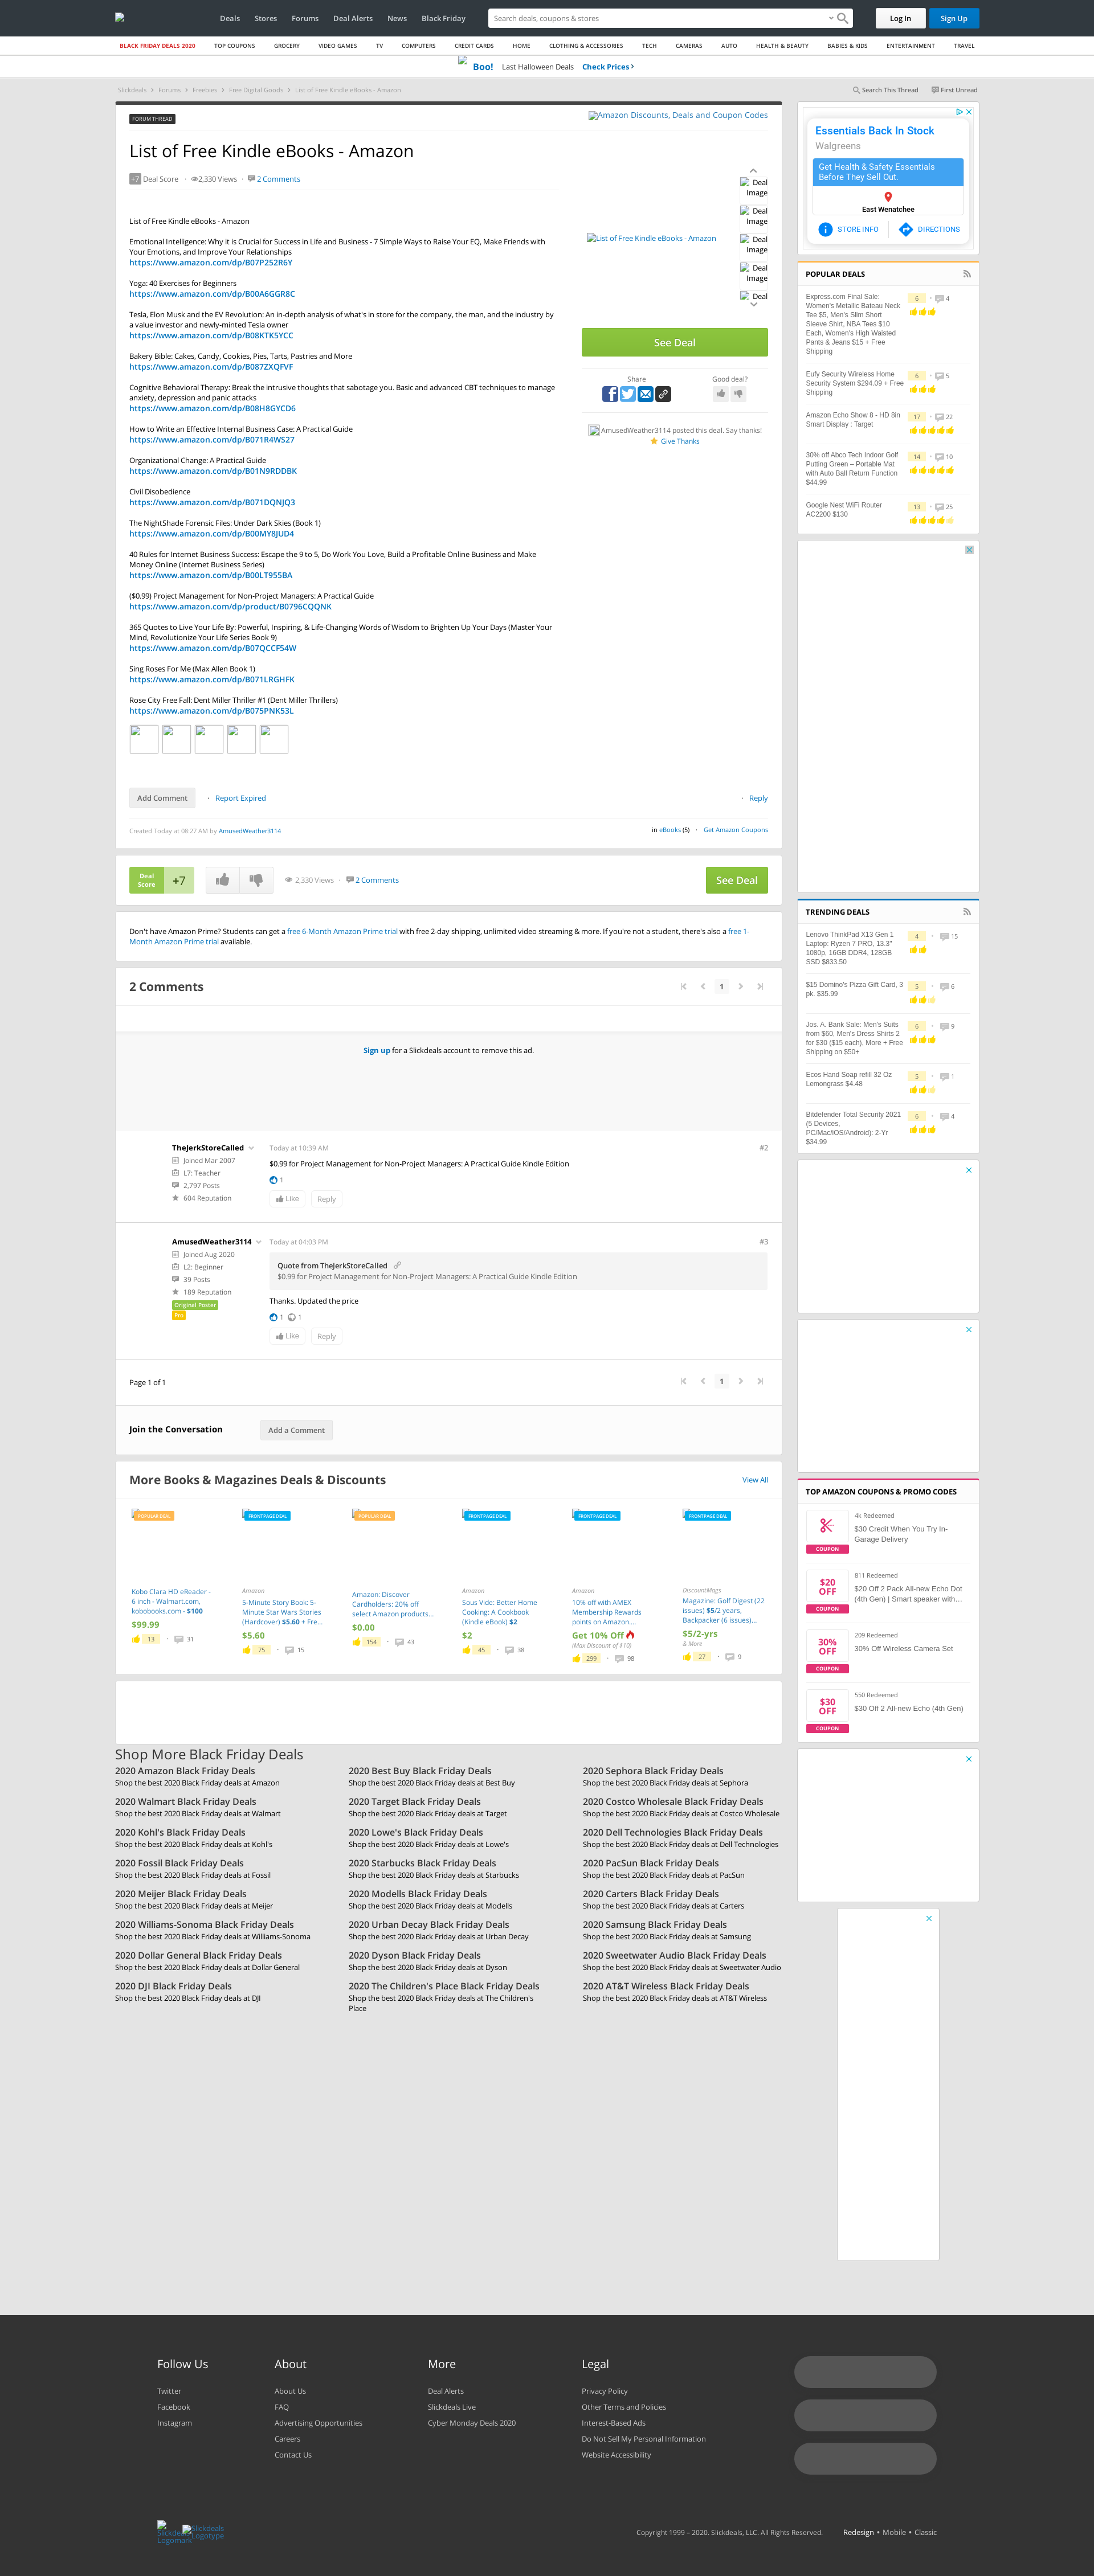 Deals Stores Forums Deal Alerts News Black Friday
Search deals, coupons & stores
Log In
Sign Up
BLACK FRIDAY DEALS 2020 TOP COUPONS GROCERY VIDEO GAMES TV COMPUTERS CREDIT CARDS HOME CLOTHING & ACCESSORIES TECH CAMERAS AUTO HEALTH & BEAUTY BABIES & KIDS ENTERTAINMENT TRAVEL
Boo! Last Halloween Deals Check Prices ›
Slickdeals › Forums › Freebies › Free Digital Goods › List of Free Kindle eBooks - Amazon
Search This Thread First Unread
FORUM THREAD
Amazon Discounts, Deals and Coupon Codes
List of Free Kindle eBooks - Amazon
+7 Deal Score · 2,330 Views · 2 Comments
List of Free Kindle eBooks - Amazon
Emotional Intelligence: Why it is Crucial for Success in Life and Business - 7 Simple Ways to Raise Your EQ, Make Friends with
Your Emotions, and Improve Your Relationships
https://www.amazon.com/dp/B07P252R6Y
Yoga: 40 Exercises for Beginners
https://www.amazon.com/dp/B00A6GGR8C
Tesla, Elon Musk and the EV Revolution: An in-depth analysis of what's in store for the company, the man, and the industry by
a value investor and newly-minted Tesla owner
https://www.amazon.com/dp/B08KTK5YCC
Bakery Bible: Cakes, Candy, Cookies, Pies, Tarts, Pastries and More
https://www.amazon.com/dp/B087ZXQFVF
Cognitive Behavioral Therapy: Break the intrusive thoughts that sabotage you. Basic and advanced CBT techniques to manage
anxiety, depression and panic attacks
https://www.amazon.com/dp/B08H8GYCD6
How to Write an Effective Internal Business Case: A Practical Guide
https://www.amazon.com/dp/B071R4WS27
Organizational Change: A Practical Guide
https://www.amazon.com/dp/B01N9RDDBK
Civil Disobedience
https://www.amazon.com/dp/B071DQNJQ3
The NightShade Forensic Files: Under Dark Skies (Book 1)
https://www.amazon.com/dp/B00MY8JUD4
40 Rules for Internet Business Success: Escape the 9 to 5, Do Work You Love, Build a Profitable Online Business and Make
Money Online (Internet Business Series)
https://www.amazon.com/dp/B00LT955BA
($0.99) Project Management for Non-Project Managers: A Practical Guide
https://www.amazon.com/dp/product/B0796CQQNK
365 Quotes to Live Your Life By: Powerful, Inspiring, & Life-Changing Words of Wisdom to Brighten Up Your Days (Master Your
Mind, Revolutionize Your Life Series Book 9)
https://www.amazon.com/dp/B07QCCF54W
Sing Roses For Me (Max Allen Book 1)
https://www.amazon.com/dp/B071LRGHFK
Rose City Free Fall: Dent Miller Thriller #1 (Dent Miller Thrillers)
https://www.amazon.com/dp/B075PNK53L
List of Free Kindle eBooks - Amazon
Deal
Image
Deal
Image
Deal
Image
Deal
Image
Deal
See Deal
Share
Good deal?
AmusedWeather3114 posted this deal. Say thanks!
Give Thanks
Add Comment · Report Expired
· Reply
Created Today at 08:27 AM by AmusedWeather3114
in eBooks (5) · Get Amazon Coupons
Deal
Score
+7
2,330 Views · 2 Comments
See Deal
Don't have Amazon Prime? Students can get a free 6-Month Amazon Prime trial with free 2-day shipping, unlimited video streaming & more. If you're not a student, there's also a free 1-
Month Amazon Prime trial available.
2 Comments
1
Sign up for a Slickdeals account to remove this ad.
TheJerkStoreCalled
Joined Mar 2007
L7: Teacher
2,797 Posts
604 Reputation
Today at 10:39 AM
#2
$0.99 for Project Management for Non-Project Managers: A Practical Guide Kindle Edition
1
Like
Reply
AmusedWeather3114
Joined Aug 2020
L2: Beginner
39 Posts
189 Reputation
Original Poster
Pro
Today at 04:03 PM
#3
Quote from TheJerkStoreCalled
$0.99 for Project Management for Non-Project Managers: A Practical Guide Kindle Edition
Thanks. Updated the price
1 1
Like
Reply
Page 1 of 1
1
Join the Conversation
Add a Comment
More Books & Magazines Deals & Discounts
View All
POPULAR DEAL
Kobo Clara HD eReader -
6 inch - Walmart.com,
kobobooks.com - $100
$99.99
13 · 31
FRONTPAGE DEAL
Amazon
5-Minute Story Book: 5-
Minute Star Wars Stories
(Hardcover) $5.60 + Fre...
$5.60
75 · 15
POPULAR DEAL
Amazon: Discover
Cardholders: 20% off
select Amazon products...
$0.00
154 · 43
FRONTPAGE DEAL
Amazon
Sous Vide: Better Home
Cooking: A Cookbook
(Kindle eBook) $2
$2
45 · 38
FRONTPAGE DEAL
Amazon
10% off with AMEX
Membership Rewards
points on Amazon....
Get 10% Off
(Max Discount of $10)
299 · 98
FRONTPAGE DEAL
DiscountMags
Magazine: Golf Digest (22
issues) $5/2 years,
Backpacker (6 issues)...
$5/2-yrs
& More
27 · 9
Shop More Black Friday Deals
2020 Amazon Black Friday Deals
Shop the best 2020 Black Friday deals at Amazon
2020 Best Buy Black Friday Deals
Shop the best 2020 Black Friday deals at Best Buy
2020 Sephora Black Friday Deals
Shop the best 2020 Black Friday deals at Sephora
2020 Walmart Black Friday Deals
Shop the best 2020 Black Friday deals at Walmart
2020 Target Black Friday Deals
Shop the best 2020 Black Friday deals at Target
2020 Costco Wholesale Black Friday Deals
Shop the best 2020 Black Friday deals at Costco Wholesale
2020 Kohl's Black Friday Deals
Shop the best 2020 Black Friday deals at Kohl's
2020 Lowe's Black Friday Deals
Shop the best 2020 Black Friday deals at Lowe's
2020 Dell Technologies Black Friday Deals
Shop the best 2020 Black Friday deals at Dell Technologies
2020 Fossil Black Friday Deals
Shop the best 2020 Black Friday deals at Fossil
2020 Starbucks Black Friday Deals
Shop the best 2020 Black Friday deals at Starbucks
2020 PacSun Black Friday Deals
Shop the best 2020 Black Friday deals at PacSun
2020 Meijer Black Friday Deals
Shop the best 2020 Black Friday deals at Meijer
2020 Modells Black Friday Deals
Shop the best 2020 Black Friday deals at Modells
2020 Carters Black Friday Deals
Shop the best 2020 Black Friday deals at Carters
2020 Williams-Sonoma Black Friday Deals
Shop the best 2020 Black Friday deals at Williams-Sonoma
2020 Urban Decay Black Friday Deals
Shop the best 2020 Black Friday deals at Urban Decay
2020 Samsung Black Friday Deals
Shop the best 2020 Black Friday deals at Samsung
2020 Dollar General Black Friday Deals
Shop the best 2020 Black Friday deals at Dollar General
2020 Dyson Black Friday Deals
Shop the best 2020 Black Friday deals at Dyson
2020 Sweetwater Audio Black Friday Deals
Shop the best 2020 Black Friday deals at Sweetwater Audio
2020 DJI Black Friday Deals
Shop the best 2020 Black Friday deals at DJI
2020 The Children's Place Black Friday Deals
Shop the best 2020 Black Friday deals at The Children's
Place
2020 AT&T Wireless Black Friday Deals
Shop the best 2020 Black Friday deals at AT&T Wireless
Essentials Back In Stock
Walgreens
Get Health & Safety Essentials
Before They Sell Out.
East Wenatchee
STORE INFO
DIRECTIONS
POPULAR DEALS
Express.com Final Sale:
Women's Metallic Bateau Neck
Tee $5, Men's Slim Short
Sleeve Shirt, NBA Tees $10
Each, Women's High Waisted
Pants & Jeans $15 + Free
Shipping
6 · 4
Eufy Security Wireless Home
Security System $294.09 + Free
Shipping
6 · 5
Amazon Echo Show 8 - HD 8in
Smart Display : Target
17 · 22
30% off Abco Tech Indoor Golf
Putting Green – Portable Mat
with Auto Ball Return Function
$44.99
14 · 10
Google Nest WiFi Router
AC2200 $130
13 · 25
TRENDING DEALS
Lenovo ThinkPad X13 Gen 1
Laptop: Ryzen 7 PRO, 13.3"
1080p, 16GB DDR4, 128GB
SSD $833.50
4 · 15
$15 Domino's Pizza Gift Card, 3
pk. $35.99
5 · 6
Jos. A. Bank Sale: Men's Suits
from $60, Men's Dress Shirts 2
for $30 ($15 each), More + Free
Shipping on $50+
6 · 9
Ecos Hand Soap refill 32 Oz
Lemongrass $4.48
5 · 1
Bitdefender Total Security 2021
(5 Devices,
PC/Mac/iOS/Android): 2-Yr
$34.99
6 · 4
TOP AMAZON COUPONS & PROMO CODES
COUPON
4k Redeemed
$30 Credit When You Try In-
Garage Delivery
$20
OFF
COUPON
811 Redeemed
$20 Off 2 Pack All-new Echo Dot
(4th Gen) | Smart speaker with...
30%
OFF
COUPON
209 Redeemed
30% Off Wireless Camera Set
$30
OFF
COUPON
550 Redeemed
$30 Off 2 All-new Echo (4th Gen)
Follow Us
Twitter
Facebook
Instagram
About
About Us
FAQ
Advertising Opportunities
Careers
Contact Us
More
Deal Alerts
Slickdeals Live
Cyber Monday Deals 2020
Legal
Privacy Policy
Other Terms and Policies
Interest-Based Ads
Do Not Sell My Personal Information
Website Accessibility
Slickdeals
Logomark
Slickdeals
Logotype
Copyright 1999 – 2020. Slickdeals, LLC. All Rights Reserved.
Redesign • Mobile • Classic